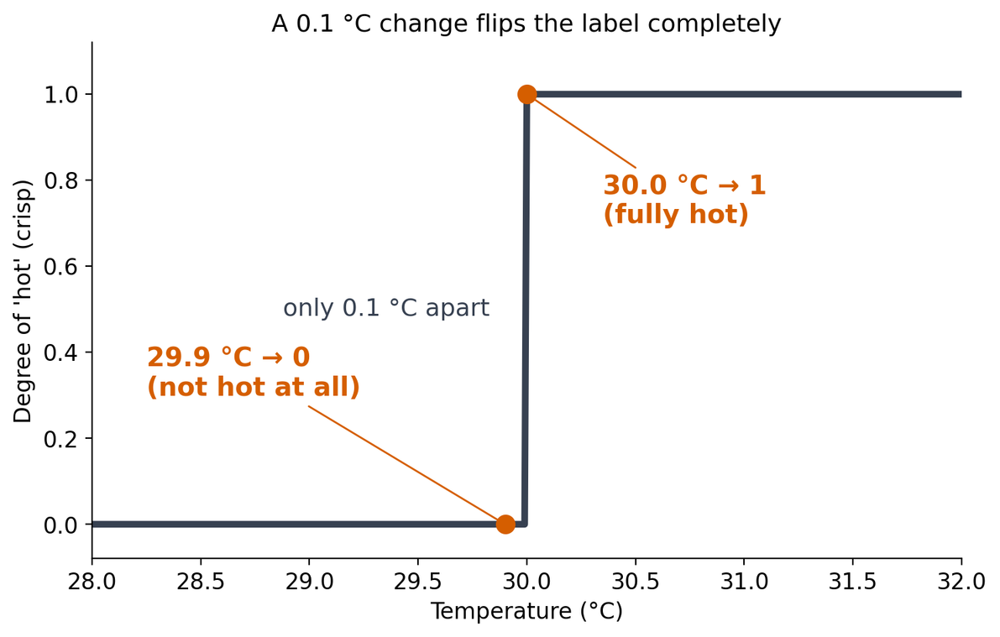 A 0.1 °C change flips the label completely
Degree of 'hot' (crisp)
1.0
0.8
0.6
0.4
0.2
0.0
30.0 °C → 1
(fully hot)
only 0.1 °C apart
29.9 °C → 0
(not hot at all)
28.0 28.5 29.0 29.5 30.0 30.5 31.0 31.5 32.0
Temperature (°C)